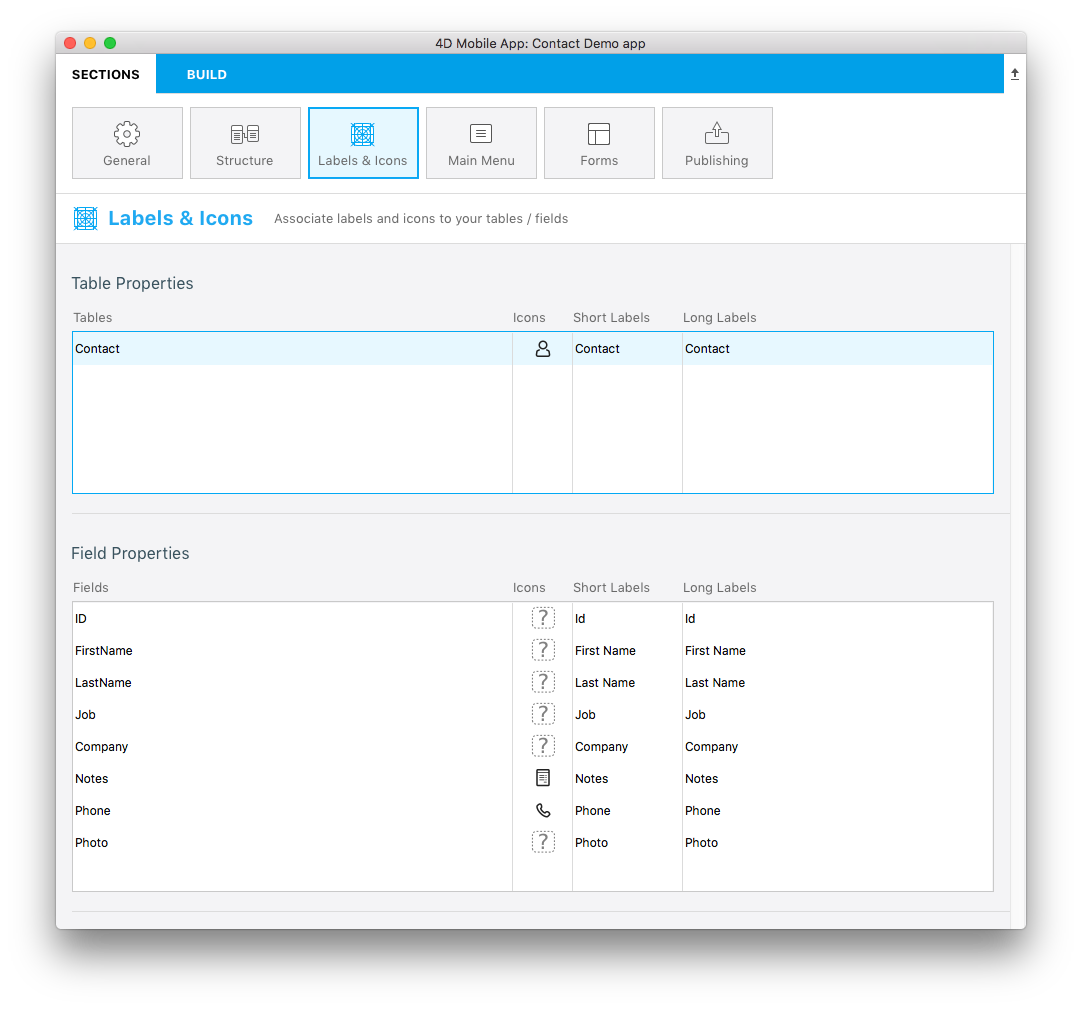 4D Mobile App: Contact Demo app
SECTIONS BUILD
General Structure Labels & Icons Main Menu Forms Publishing
Labels & Icons Associate labels and icons to your tables / fields
Table Properties
Tables Icons Short Labels Long Labels
Contact Contact Contact
Field Properties
Fields Icons Short Labels Long Labels
ID ? Id Id
FirstName ? First Name First Name
LastName ? Last Name Last Name
Job ? Job Job
Company ? Company Company
Notes Notes Notes
Phone Phone Phone
Photo ? Photo Photo